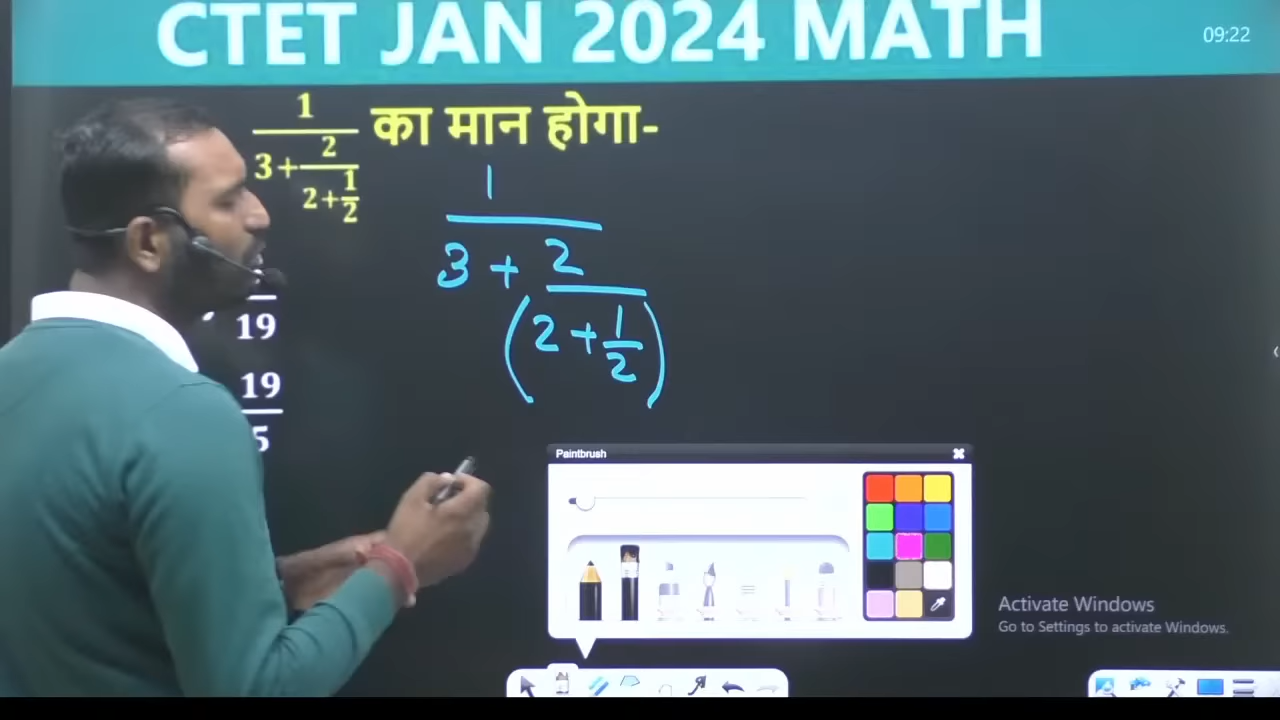 CTET JAN 2024 MATH
09:22
1/(3+2/(2+1/2)) का मान होगा-
1
3 + 2
(2 + 1/2)
19
19
5
Paintbrush
Activate Windows
Go to Settings to activate Windows.